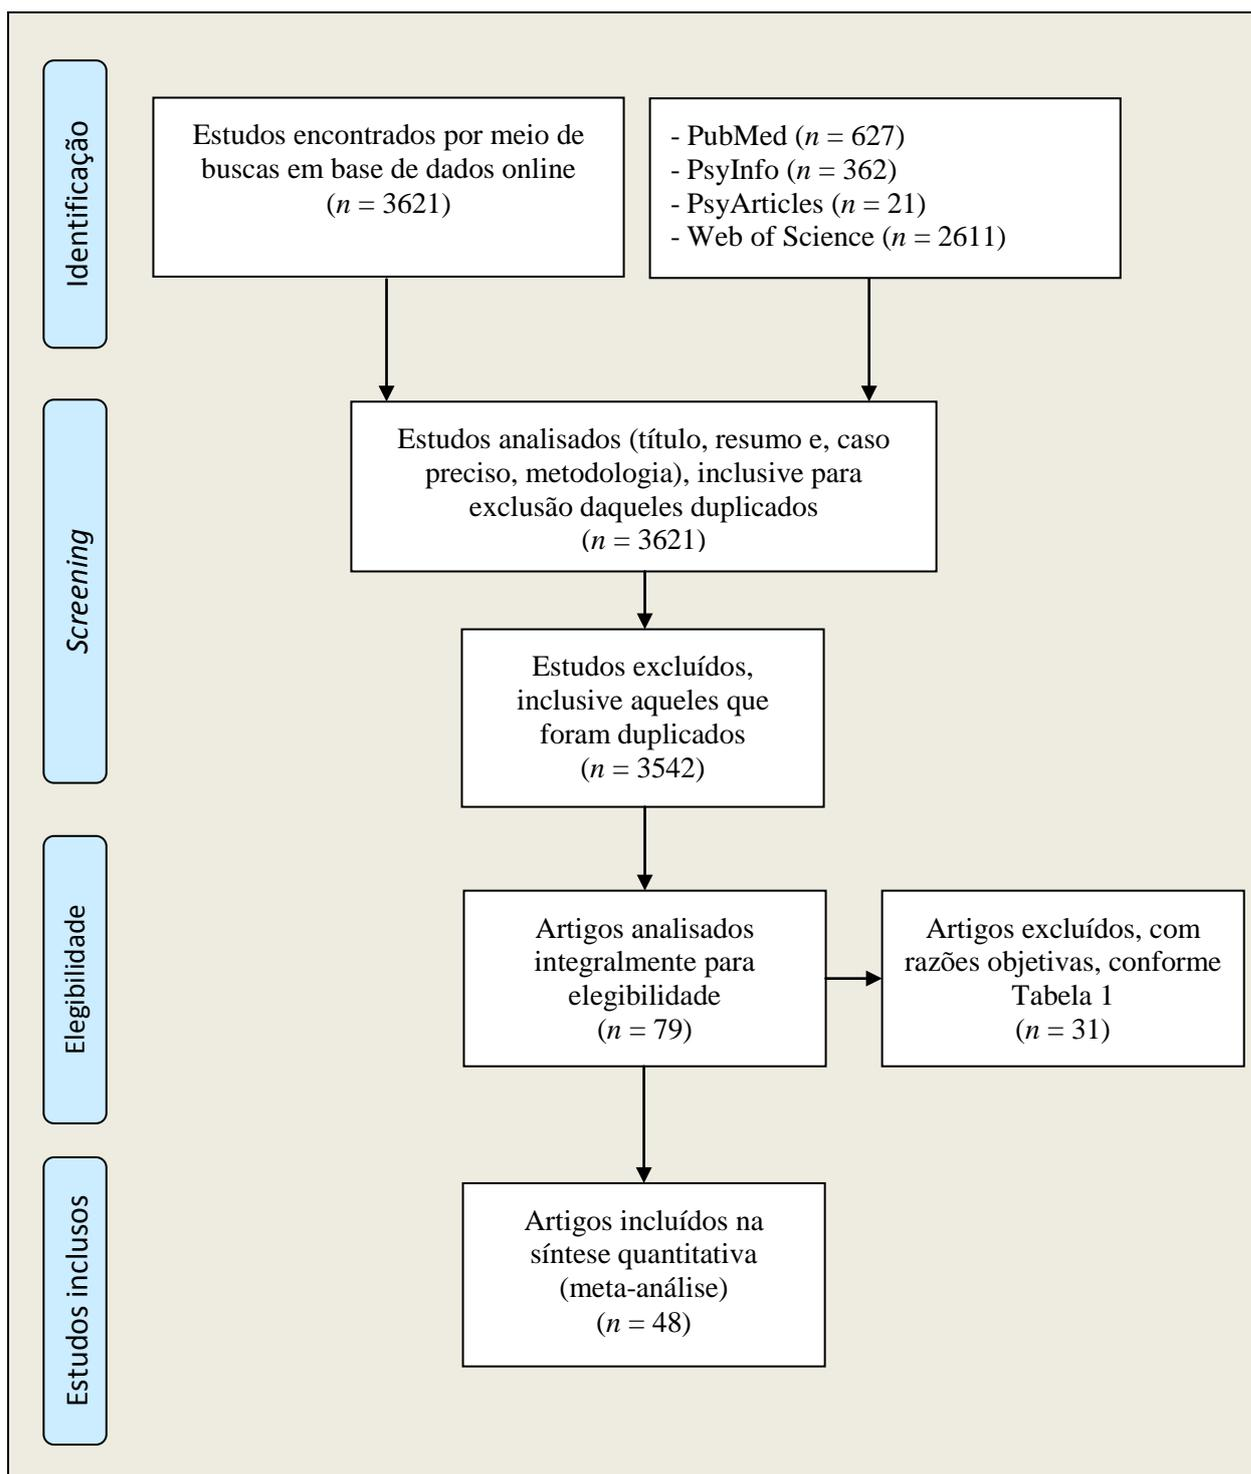 Identificação
Estudos encontrados por meio de
buscas em base de dados online
(n = 3621)
- PubMed (n = 627)
- PsyInfo (n = 362)
- PsyArticles (n = 21)
- Web of Science (n = 2611)
Screening
Estudos analisados (título, resumo e, caso
preciso, metodologia), inclusive para
exclusão daqueles duplicados
(n = 3621)
Estudos excluídos,
inclusive aqueles que
foram duplicados
(n = 3542)
Elegibilidade
Artigos analisados
integralmente para
elegibilidade
(n = 79)
Artigos excluídos, com
razões objetivas, conforme
Tabela 1
(n = 31)
Estudos inclusos
Artigos incluídos na
síntese quantitativa
(meta-análise)
(n = 48)